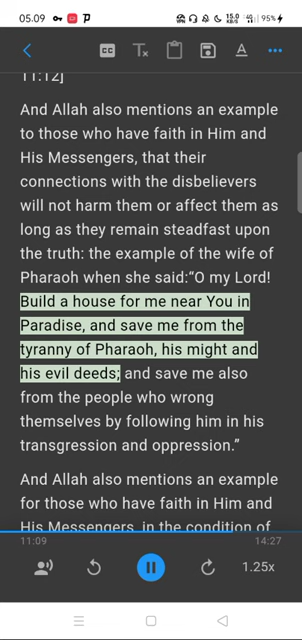 05.09
15.0
KB/S
4G
95%
CC
11:12]
And Allah also mentions an example
to those who have faith in Him and
His Messengers, that their
connections with the disbelievers
will not harm them or affect them as
long as they remain steadfast upon
the truth: the example of the wife of
Pharaoh when she said:“O my Lord!
Build a house for me near You in
Paradise, and save me from the
tyranny of Pharaoh, his might and
his evil deeds; and save me also
from the people who wrong
themselves by following him in his
transgression and oppression.”
And Allah also mentions an example
for those who have faith in Him and
His Messengers, in the condition of
11:09
14:27
1.25x